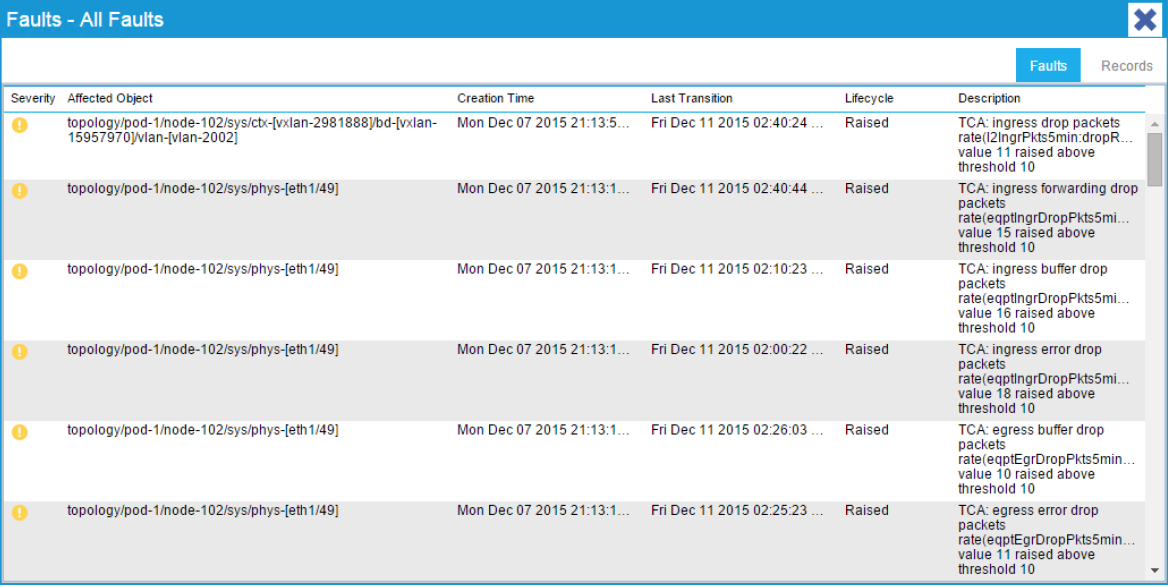 Faults - All Faults
Faults Records
Severity Affected Object Creation Time Last Transition Lifecycle Description
topology/pod-1/node-102/sys/ctx-[vxlan-2981888]/bd-[vxlan- Mon Dec 07 2015 21:13:5... Fri Dec 11 2015 02:40:24 ... Raised TCA: ingress drop packets
15957970]/vlan-[vlan-2002] rate(l2IngrPkts5min:dropR...
value 11 raised above
threshold 10
topology/pod-1/node-102/sys/phys-[eth1/49] Mon Dec 07 2015 21:13:1... Fri Dec 11 2015 02:40:44 ... Raised TCA: ingress forwarding drop
packets
rate(eqptIngrDropPkts5mi...
value 15 raised above
threshold 10
topology/pod-1/node-102/sys/phys-[eth1/49] Mon Dec 07 2015 21:13:1... Fri Dec 11 2015 02:10:23 ... Raised TCA: ingress buffer drop
packets
rate(eqptIngrDropPkts5mi...
value 16 raised above
threshold 10
topology/pod-1/node-102/sys/phys-[eth1/49] Mon Dec 07 2015 21:13:1... Fri Dec 11 2015 02:00:22 ... Raised TCA: ingress error drop
packets
rate(eqptIngrDropPkts5mi...
value 18 raised above
threshold 10
topology/pod-1/node-102/sys/phys-[eth1/49] Mon Dec 07 2015 21:13:1... Fri Dec 11 2015 02:26:03 ... Raised TCA: egress buffer drop
packets
rate(eqptEgrDropPkts5min...
value 10 raised above
threshold 10
topology/pod-1/node-102/sys/phys-[eth1/49] Mon Dec 07 2015 21:13:1... Fri Dec 11 2015 02:25:23 ... Raised TCA: egress error drop
packets
rate(eqptEgrDropPkts5min...
value 11 raised above
threshold 10